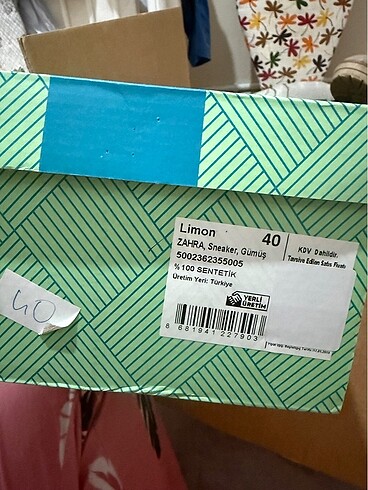 Limon
40
ZAHRA, Sneaker, Gümüş
5002362355005
% 100 SENTETİK
Üretim Yeri: Türkiye
KDV Dahildir.
Tavsiye Edilen Satış Fiyatı
YERLİ
ÜRETİM
8 681941 227903
40